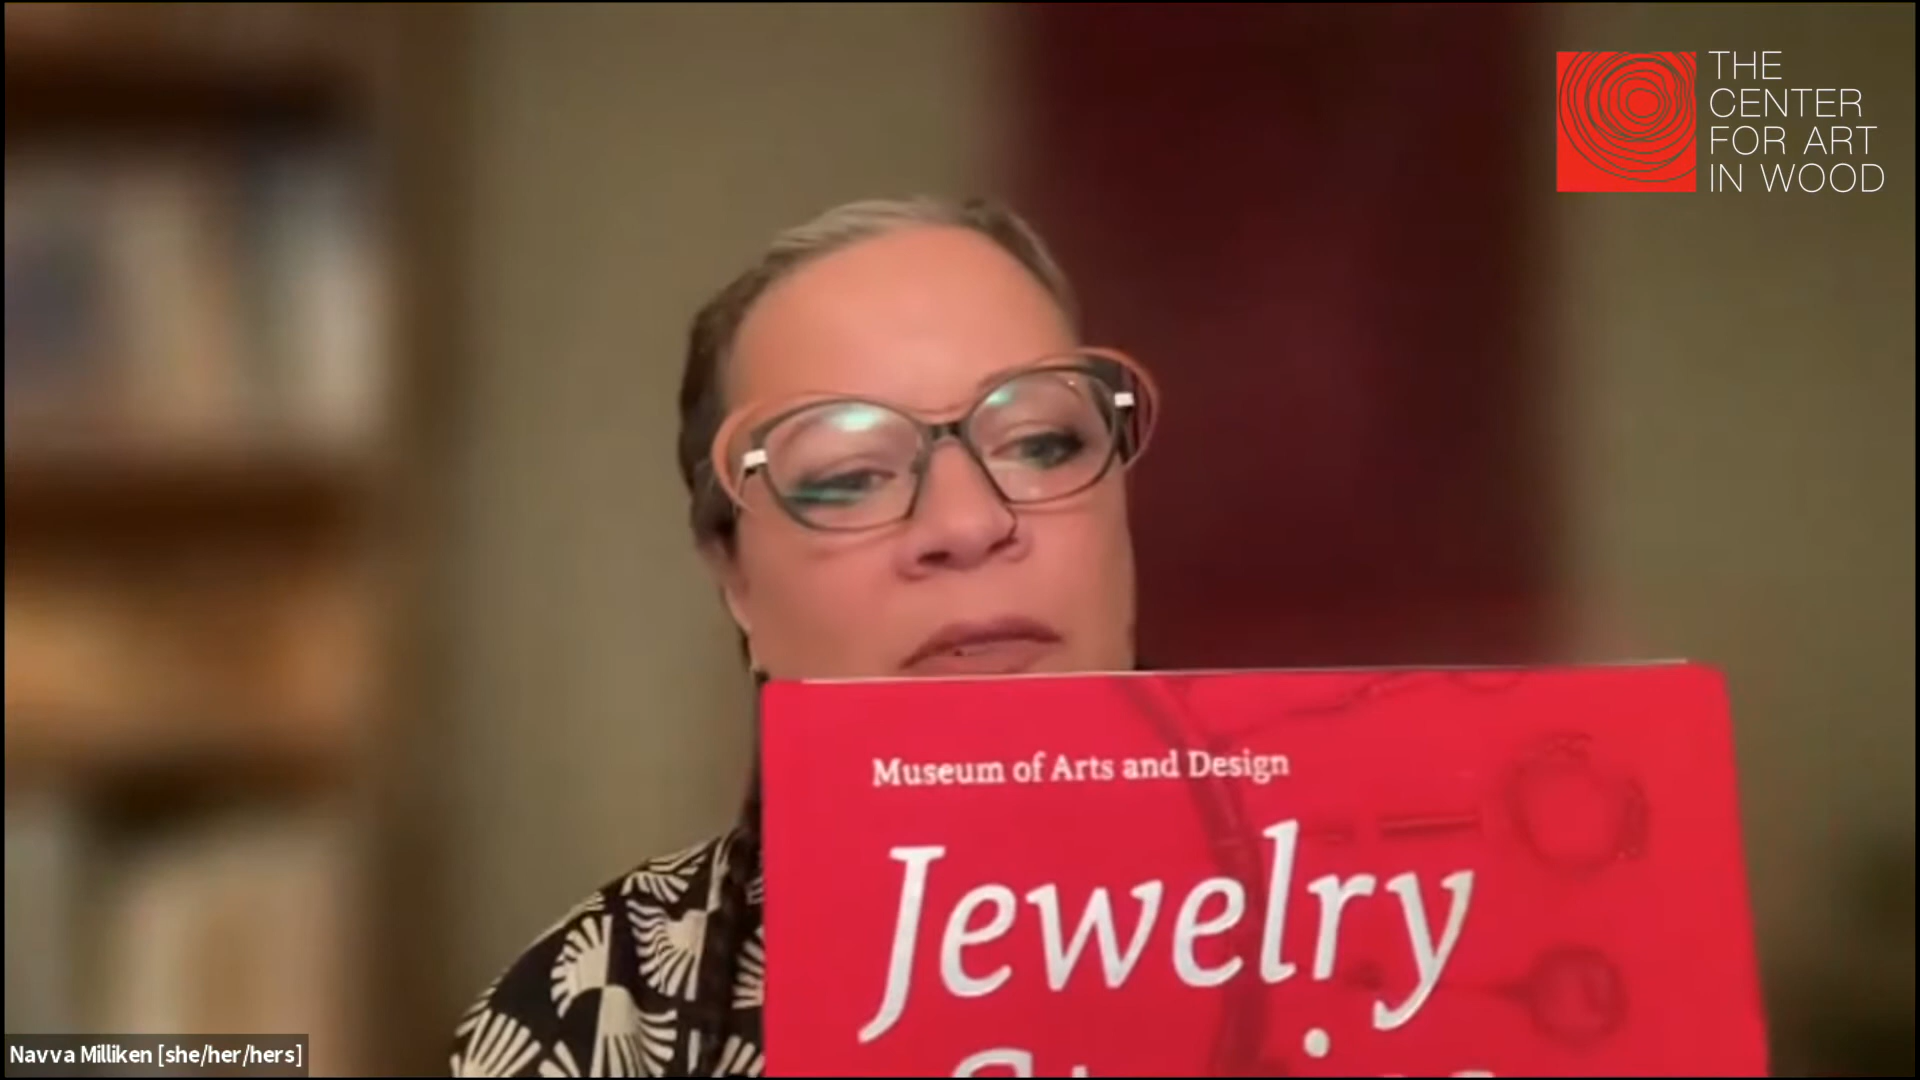 THE
CENTER
FOR ART
IN WOOD
Museum of Arts and Design
Jewelry
Navva Milliken [she/her/hers]